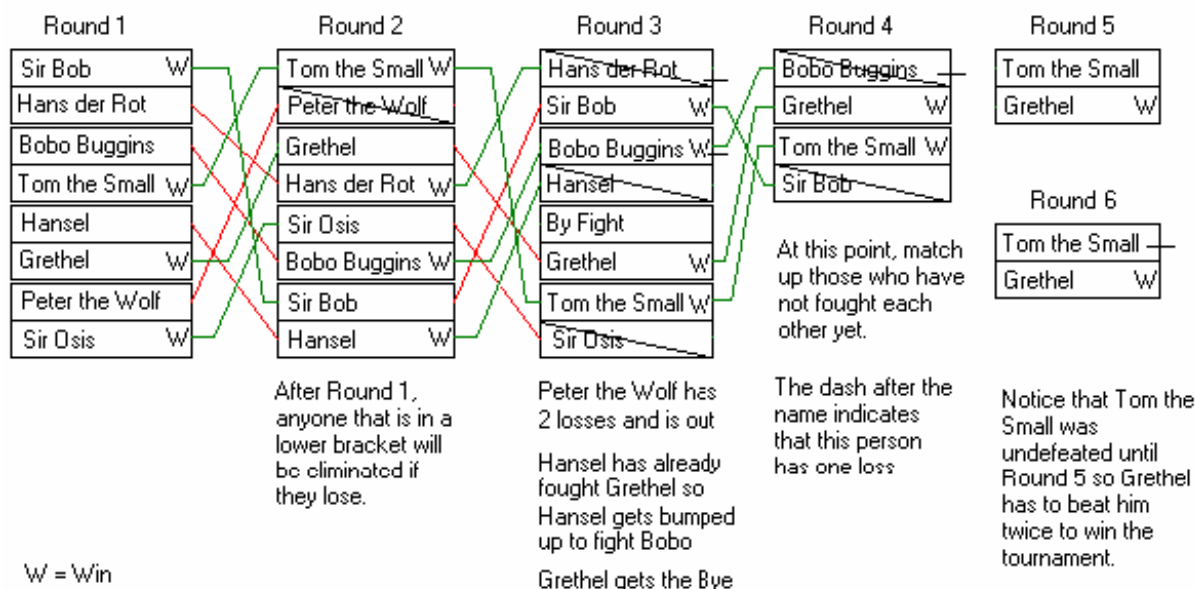 Round 1
Sir Bob W
Hans der Rot
Bobo Buggins
Tom the Small W
Hansel
Grethel W
Peter the Wolf
Sir Osis W
Round 2
Tom the Small W
Peter the Wolf
Grethel
Hans der Rot W
Sir Osis
Bobo Buggins W
Sir Bob
Hansel W
After Round 1,
anyone that is in a
lower bracket will
be eliminated if
they lose.
Round 3
Hans der Rot
Sir Bob W
Bobo Buggins W
Hansel
By Fight
Grethel W
Tom the Small W
Sir Osis
Peter the Wolf has
2 losses and is out
Hansel has already
fought Grethel so
Hansel gets bumped
up to fight Bobo
Grethel gets the Bye
Round 4
Bobo Buggins
Grethel W
Tom the Small W
Sir Bob
At this point, match
up those who have
not fought each
other yet.
The dash after the
name indicates
that this person
has one loss
Round 5
Tom the Small
Grethel W
Round 6
Tom the Small
Grethel W
Notice that Tom the
Small was
undefeated until
Round 5 so Grethel
has to beat him
twice to win the
tournament.
W = Win